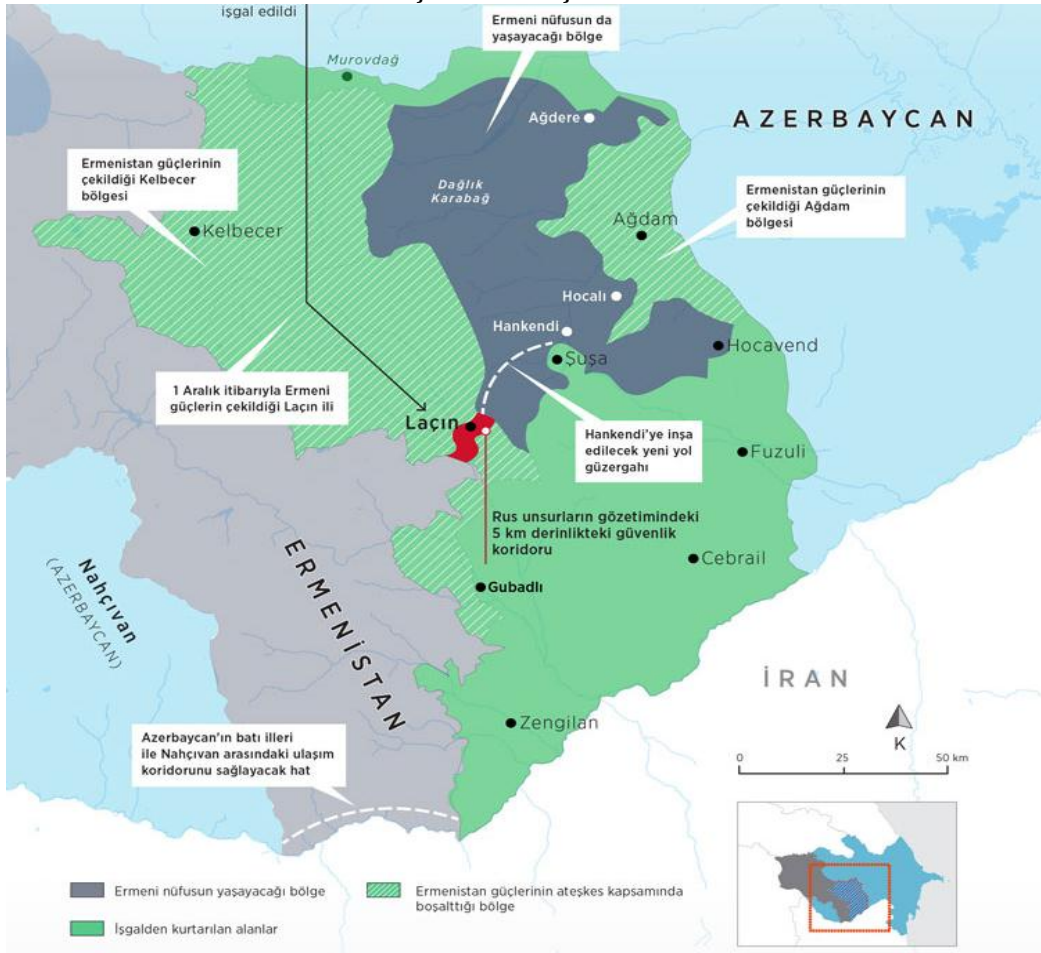 işgal edildi
Ermeni nüfusun da
yaşayacağı bölge
Murovdağ
Ağdere
AZERBAYCAN
Ermenistan güçlerinin
çekildiği Kelbecer
bölgesi
Dağlık
Karabağ
Ermenistan güçlerinin
çekildiği Ağdam
bölgesi
Kelbecer
Ağdam
Hocalı
Hankendi
Şuşa
Hocavend
1 Aralık itibarıyla Ermeni
güçlerin çekildiği Laçın ili
Laçın
Hankendi'ye inşa
edilecek yeni yol
güzergahı
Fuzuli
Rus unsurların gözetimindeki
5 km derinlikteki güvenlik
koridoru
Cebrail
Gubadlı
Nahçıvan
(AZERBAYCAN)
ERMENİSTAN
İRAN
Zengilan
K
Azerbaycan'ın batı illeri
ile Nahçıvan arasındaki ulaşım
koridorunu sağlayacak hat
0 25 50 km
Ermeni nüfusun yaşayacağı bölge
Ermenistan güçlerinin ateşkes kapsamında
boşalttığı bölge
İşgalden kurtarılan alanlar